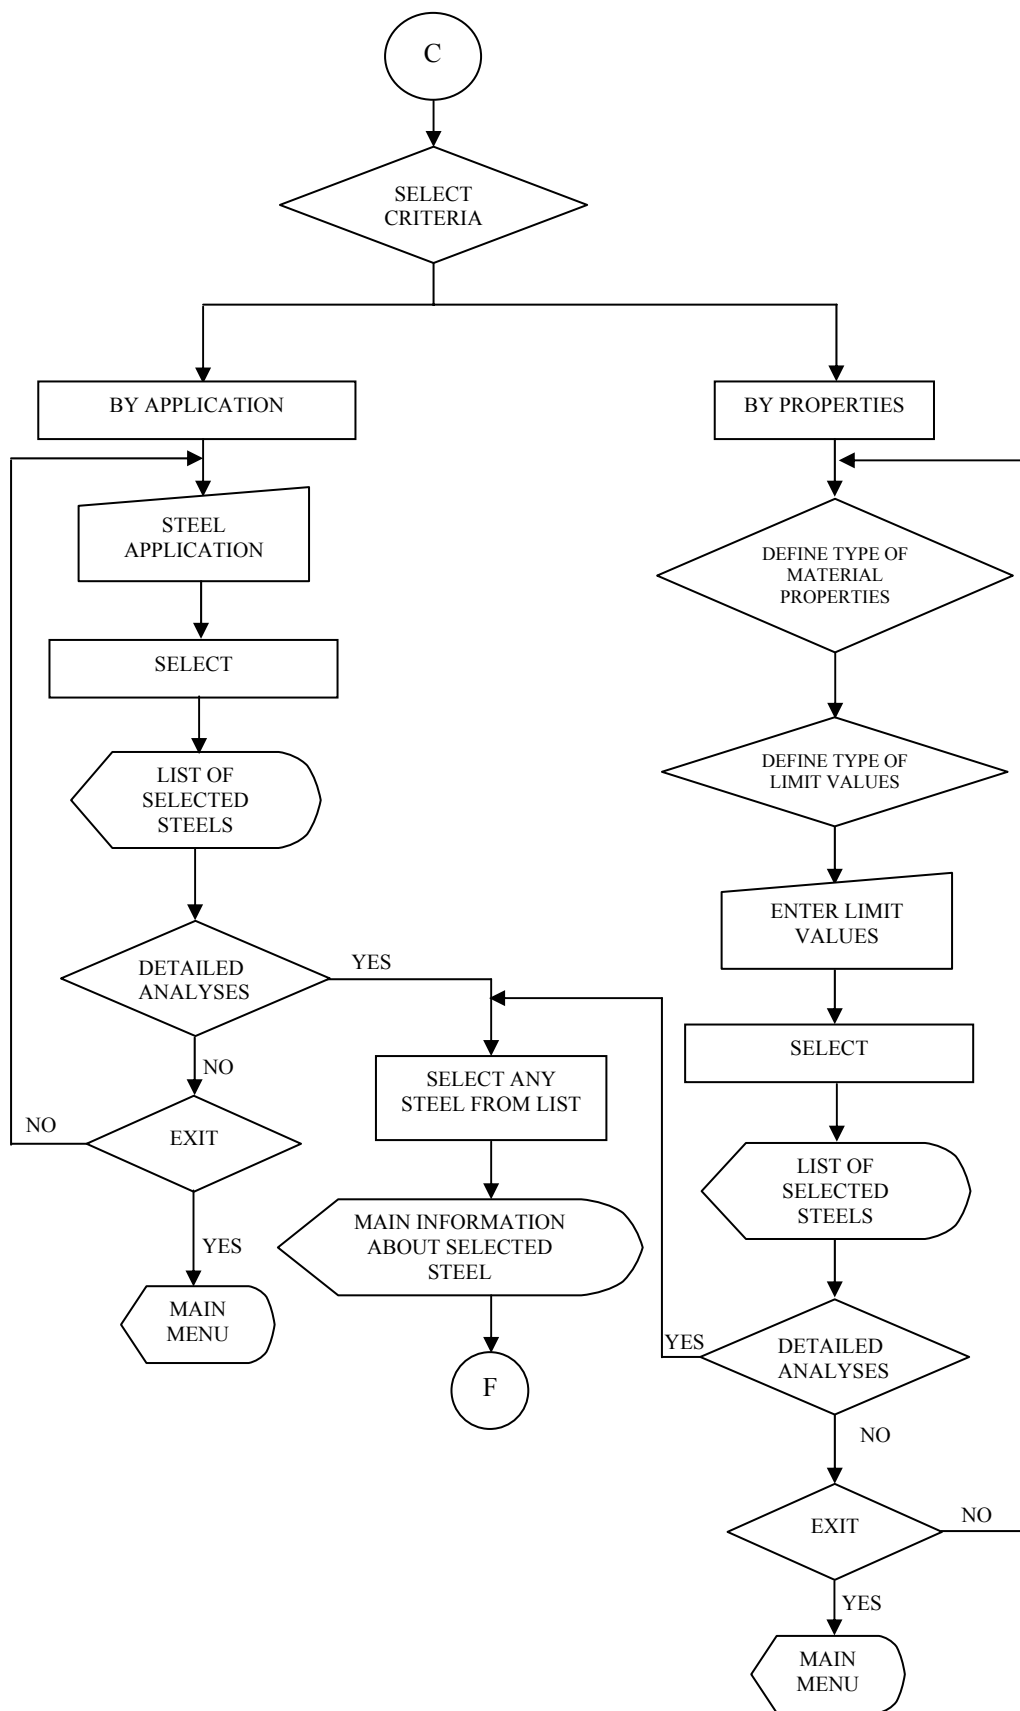 C
SELECT
CRITERIA
BY APPLICATION
BY PROPERTIES
STEEL
APPLICATION
DEFINE TYPE OF
MATERIAL
PROPERTIES
SELECT
LIST OF
SELECTED
STEELS
DEFINE TYPE OF
LIMIT VALUES
ENTER LIMIT
VALUES
DETAILED
ANALYSES
YES
NO
SELECT
SELECT ANY
STEEL FROM LIST
EXIT
NO
YES
LIST OF
SELECTED
STEELS
MAIN INFORMATION
ABOUT SELECTED
STEEL
MAIN
MENU
F
DETAILED
ANALYSES
YES
NO
EXIT
NO
YES
MAIN
MENU